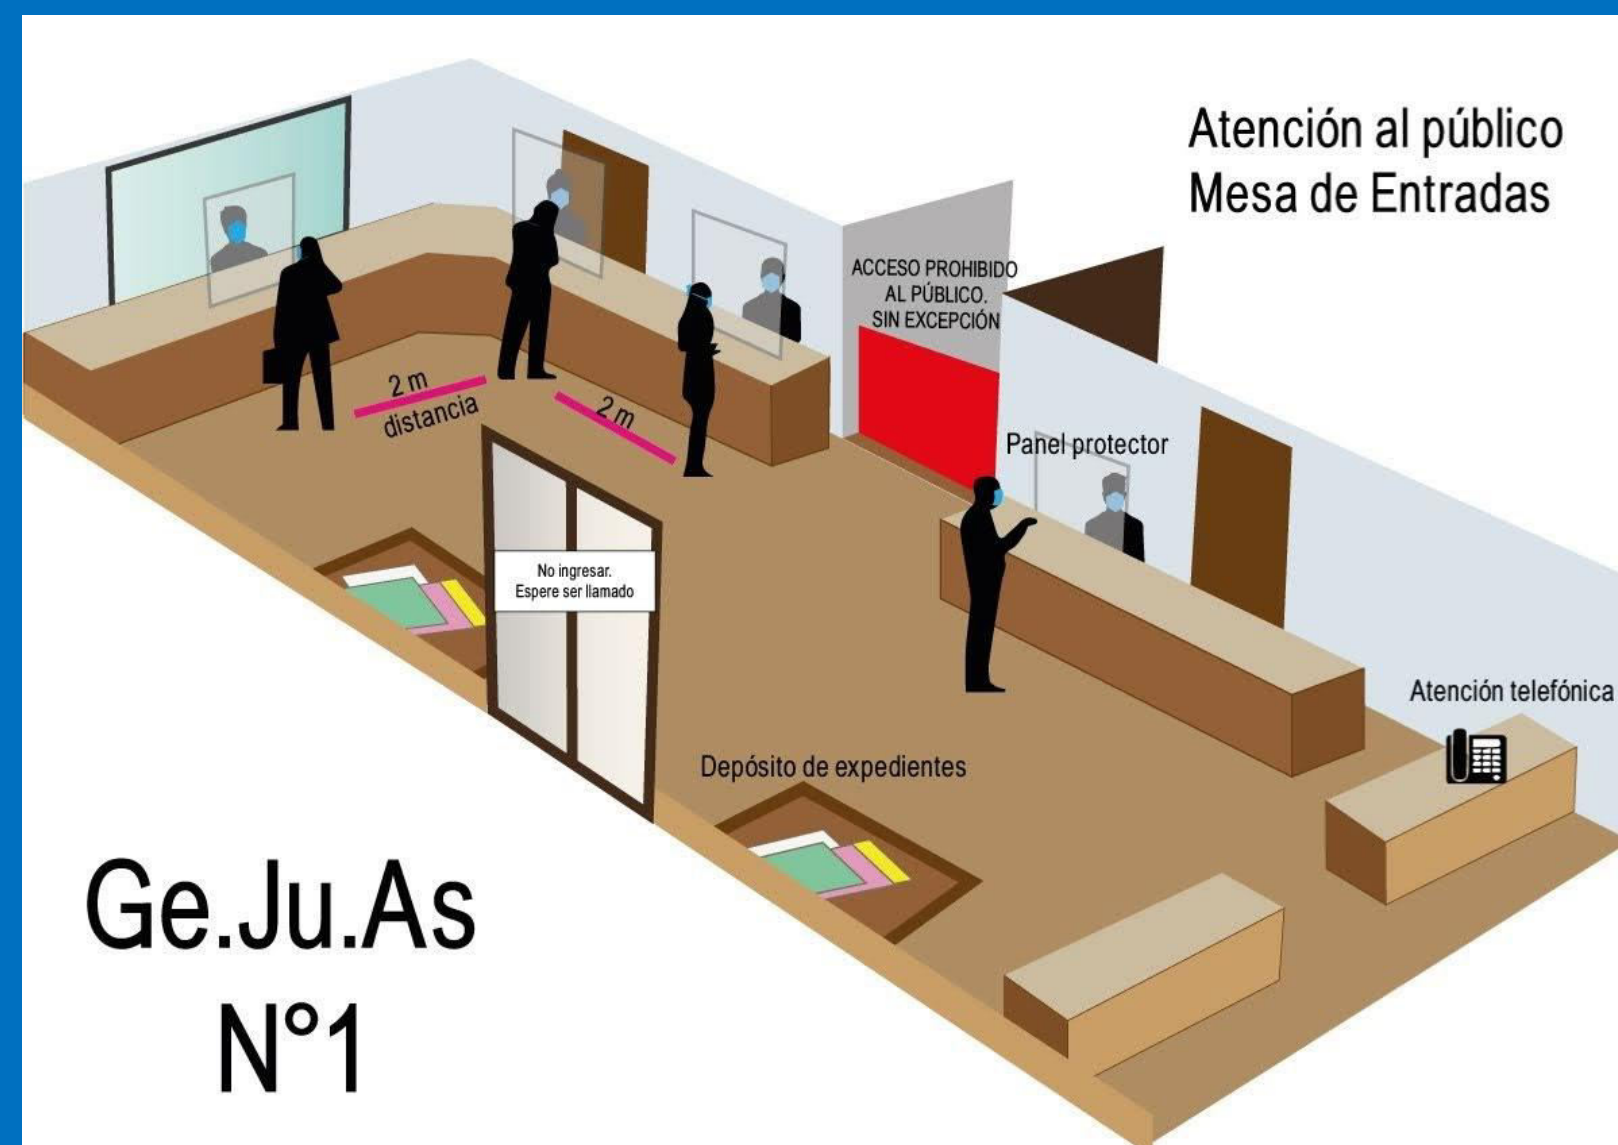 Atención al público
Mesa de Entradas
ACCESO PROHIBIDO
AL PÚBLICO.
SIN EXCEPCIÓN
2 m
distancia
2 m
Panel protector
No ingresar.
Espere ser llamado
Atención telefónica
Depósito de expedientes
Ge.Ju.As
N°1